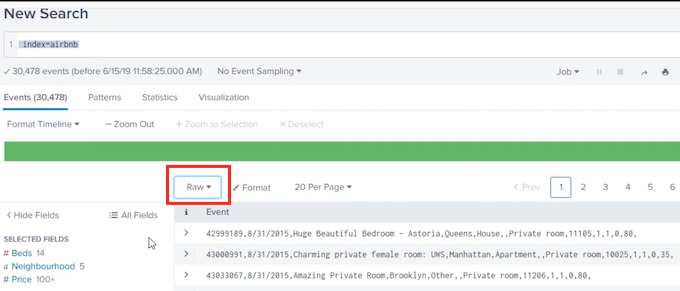 New Search
1 index=airbnb
30,478 events (before 6/15/19 11:58:25.000 AM) No Event Sampling Job
Events (30,478) Patterns Statistics Visualization
Format Timeline — Zoom Out + Zoom to Selection × Deselect
Raw Format 20 Per Page < Prev 1 2 3 4 5 6
< Hide Fields All Fields i Event
SELECTED FIELDS
# Beds 14
a Neighbourhood 5
# Price 100+
> 42999189,8/31/2015,Huge Beautiful Bedroom - Astoria,Queens,House,,Private room,11105,1,1,0,80,
> 43000991,8/31/2015,Charming private female room: UWS,Manhattan,Apartment,,Private room,10025,1,1,0,35,
> 43033067,8/31/2015,Amazing Private Room,Brooklyn,Other,,Private room,11206,1,1,0,80,